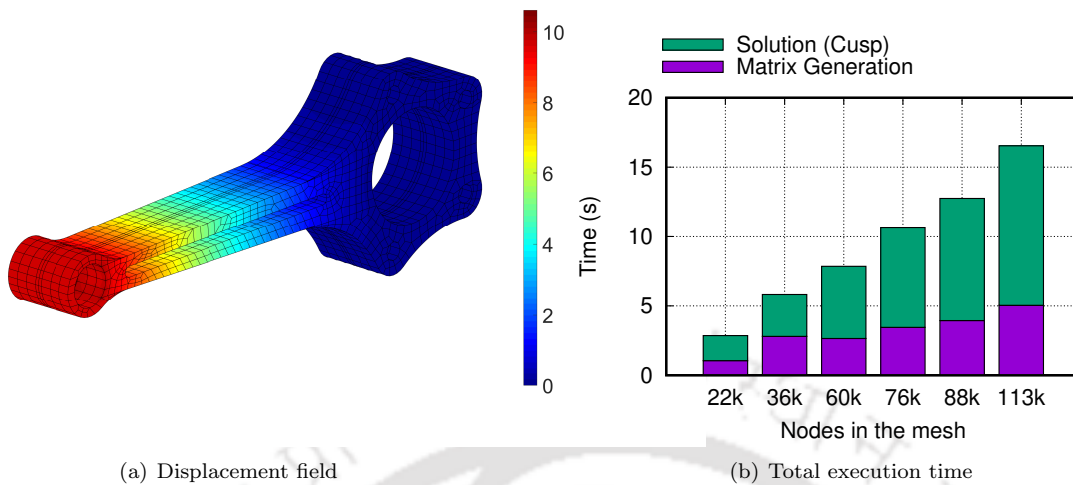 10
8
6
4
2
0
Solution (Cusp)
Matrix Generation
20
15
10
5
0
Time (s)
22k 36k 60k 76k 88k 113k
Nodes in the mesh
(a) Displacement field
(b) Total execution time